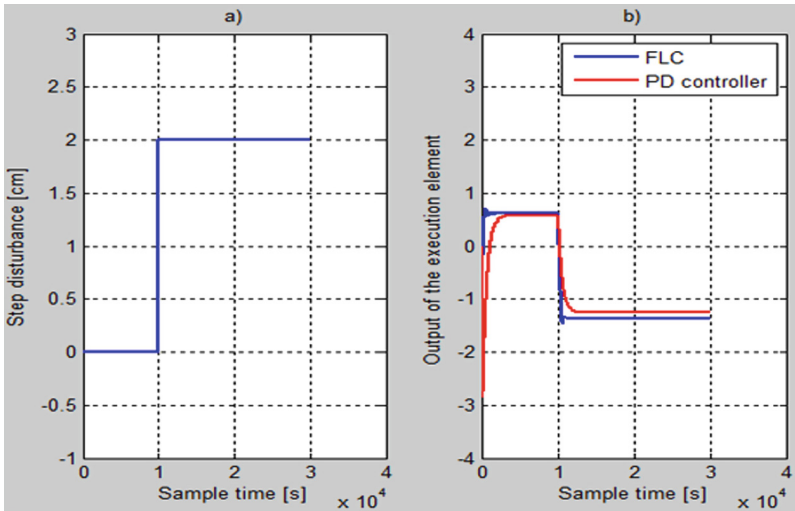 a)
3
2.5
2
1.5
1
0.5
0
-0.5
-1
Step disturbance [cm]
0 1 2 3 4
Sample time [s]
x 10^4
b)
4
3
2
1
0
-1
-2
-3
-4
Output of the execution element
FLC
PD controller
0 1 2 3 4
Sample time [s]
x 10^4